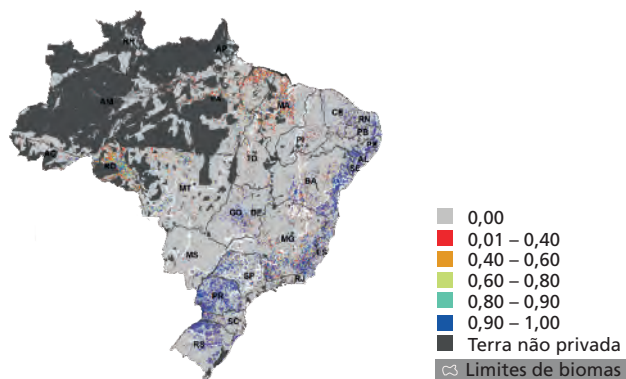 RR
AP
AM
PA
MA
CE
RN
PB
PE
AL
SE
PI
AC
RO
TO
BA
MT
GO
DF
MG
ES
MS
SP
RJ
PR
SC
RS
0,00
0,01 – 0,40
0,40 – 0,60
0,60 – 0,80
0,80 – 0,90
0,90 – 1,00
Terra não privada
Limites de biomas